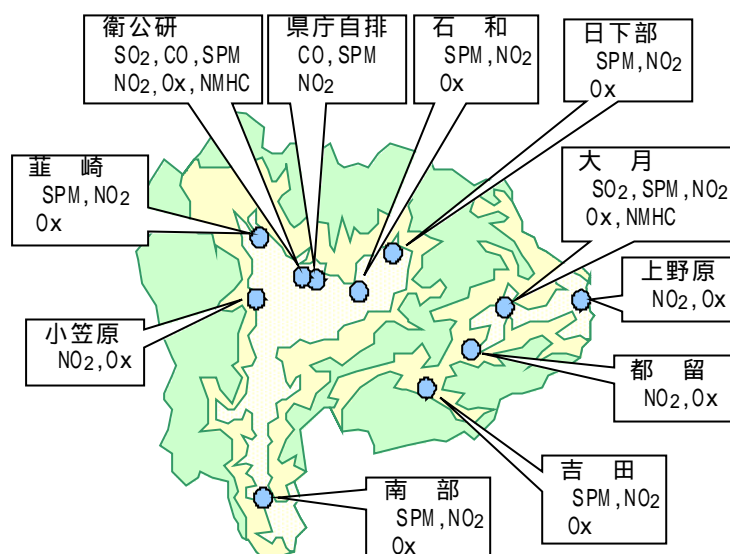 衛公研
SO2,CO,SPM
NO2,Ox,NMHC
県庁自排
CO,SPM
NO2
石　和
SPM,NO2
Ox
日下部
SPM,NO2
Ox
韮　崎
SPM,NO2
Ox
大　月
SO2,SPM,NO2
Ox,NMHC
上野原
NO2,Ox
小笠原
NO2,Ox
都　留
NO2,Ox
吉　田
SPM,NO2
Ox
南　部
SPM,NO2
Ox